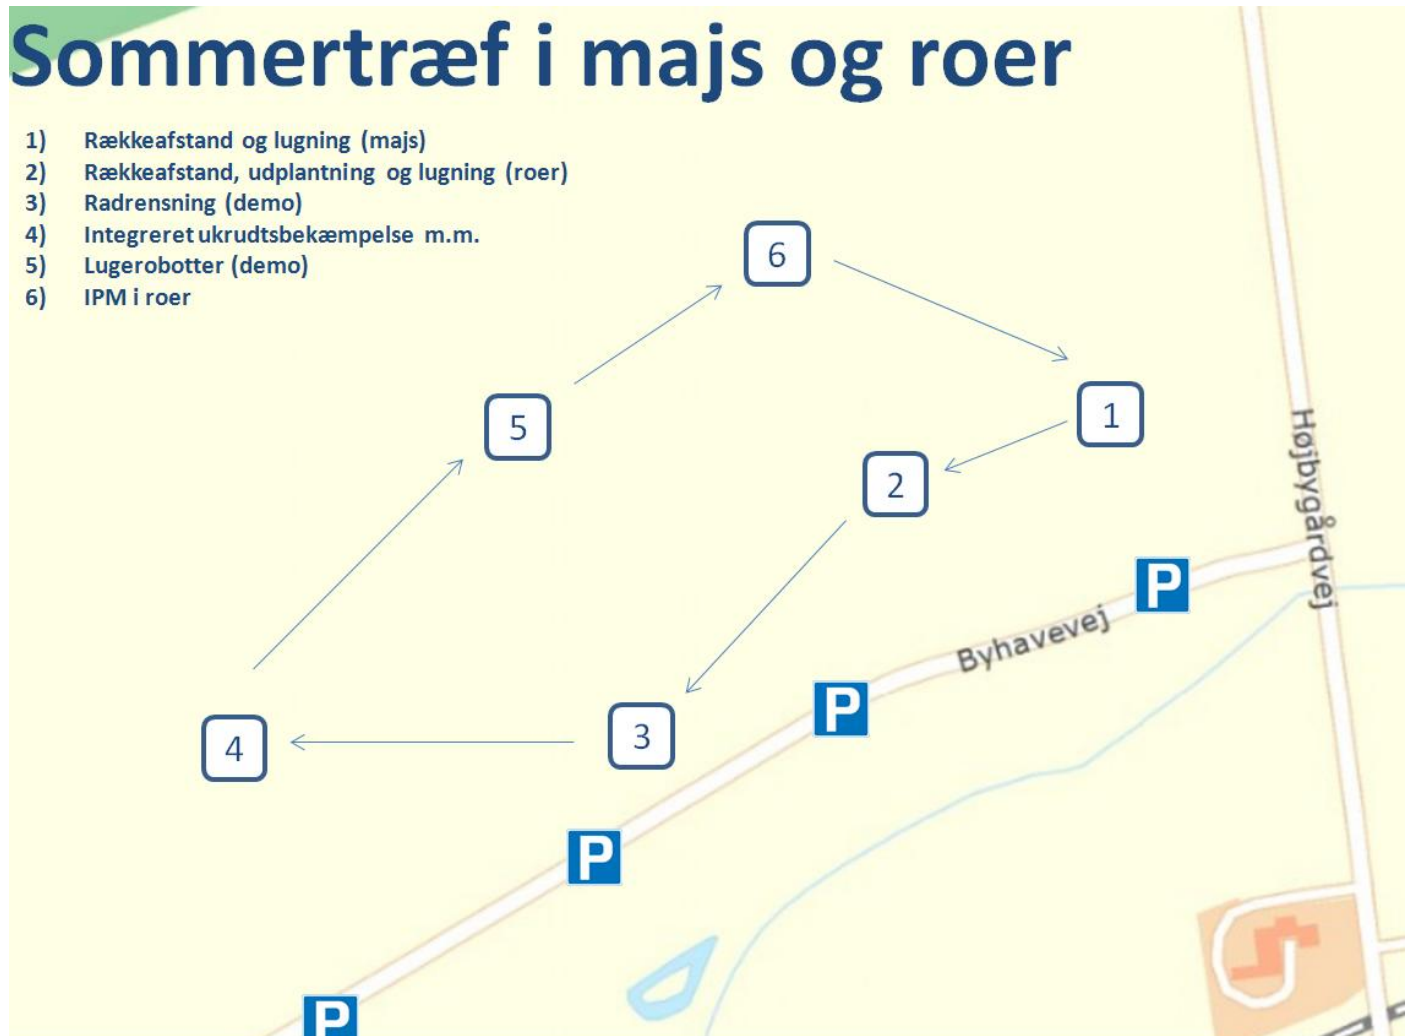 Sommertræf i majs og roer
1) Rækkeafstand og lugning (majs)
2) Rækkeafstand, udplantning og lugning (roer)
3) Radrensning (demo)
4) Integreret ukrudtsbekæmpelse m.m.
5) Lugerobotter (demo)
6) IPM i roer
6
1
5
2
Højbygårdvej
P
Byhavevej
P
3
4
P
P